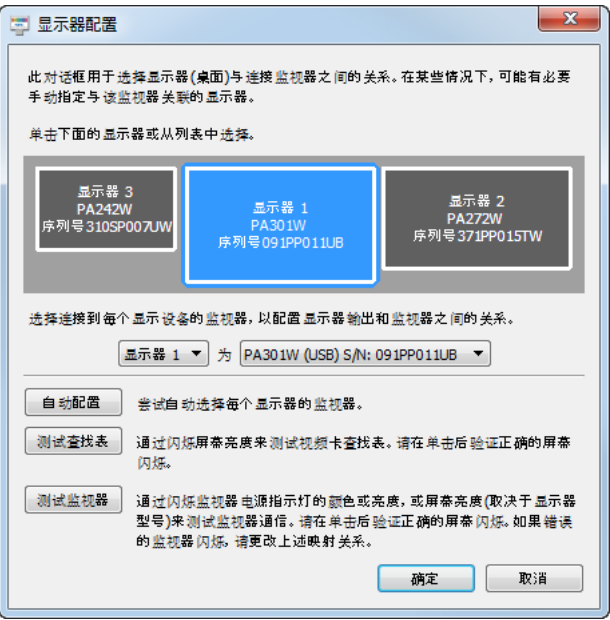 显示器配置
此对话框用于选择显示器(桌面)与连接监视器之间的关系。在某些情况下，可能有必要
手动指定与该监视器关联的显示器。
单击下面的显示器或从列表中选择。
显示器 3
PA242W
序列号310SP007UW
显示器 1
PA301W
序列号091PP011UB
显示器 2
PA272W
序列号371PP015TW
选择连接到每个显示设备的监视器，以配置显示器输出和监视器之间的关系。
显示器 1 为 PA301W (USB) S/N: 091PP011UB
自动配置 尝试自动选择每个显示器的监视器。
测试查找表 通过闪烁屏幕亮度来测试视频卡查找表。请在单击后验证正确的屏幕
闪烁。
测试监视器 通过闪烁监视器电源指示灯的颜色或亮度，或屏幕亮度(取决于显示器
型号)来测试监视器通信。请在单击后验证正确的屏幕闪烁。如果错误
的监视器闪烁，请更改上述映射关系。
确定 取消